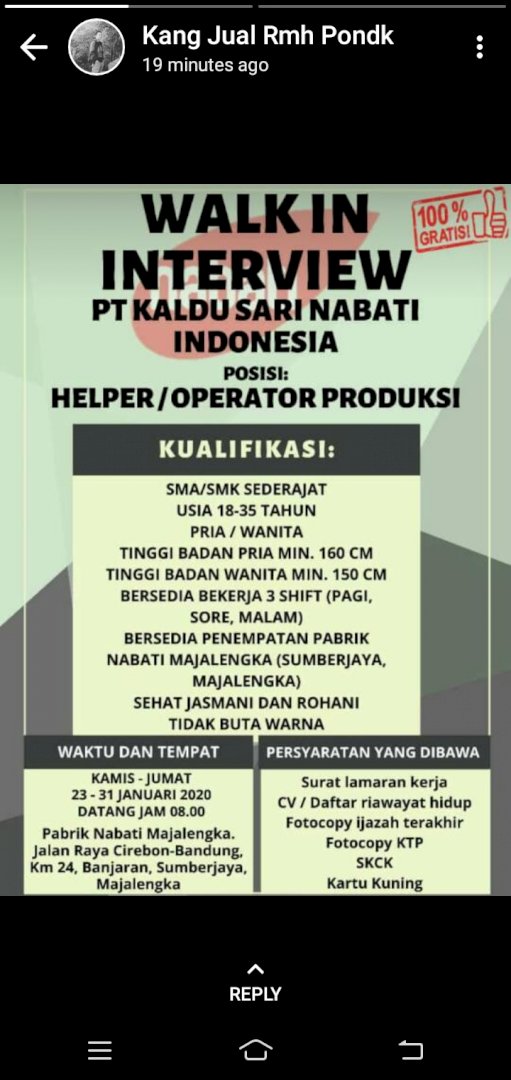 Kang Jual Rmh Pondk
19 minutes ago
WALK IN
INTERVIEW
100%
GRATIS!
nabati
PT KALDU SARI NABATI
INDONESIA
POSISI:
HELPER / OPERATOR PRODUKSI
KUALIFIKASI:
SMA/SMK SEDERAJAT
USIA 18-35 TAHUN
PRIA / WANITA
TINGGI BADAN PRIA MIN. 160 CM
TINGGI BADAN WANITA MIN. 150 CM
BERSEDIA BEKERJA 3 SHIFT (PAGI,
SORE, MALAM)
BERSEDIA PENEMPATAN PABRIK
NABATI MAJALENGKA (SUMBERJAYA,
MAJALENGKA)
SEHAT JASMANI DAN ROHANI
TIDAK BUTA WARNA
WAKTU DAN TEMPAT
KAMIS - JUMAT
23 - 31 JANUARI 2020
DATANG JAM 08.00
Pabrik Nabati Majalengka.
Jalan Raya Cirebon-Bandung,
Km 24, Banjaran, Sumberjaya,
Majalengka
PERSYARATAN YANG DIBAWA
Surat lamaran kerja
CV / Daftar riawayat hidup
Fotocopy ijazah terakhir
Fotocopy KTP
SKCK
Kartu Kuning
REPLY